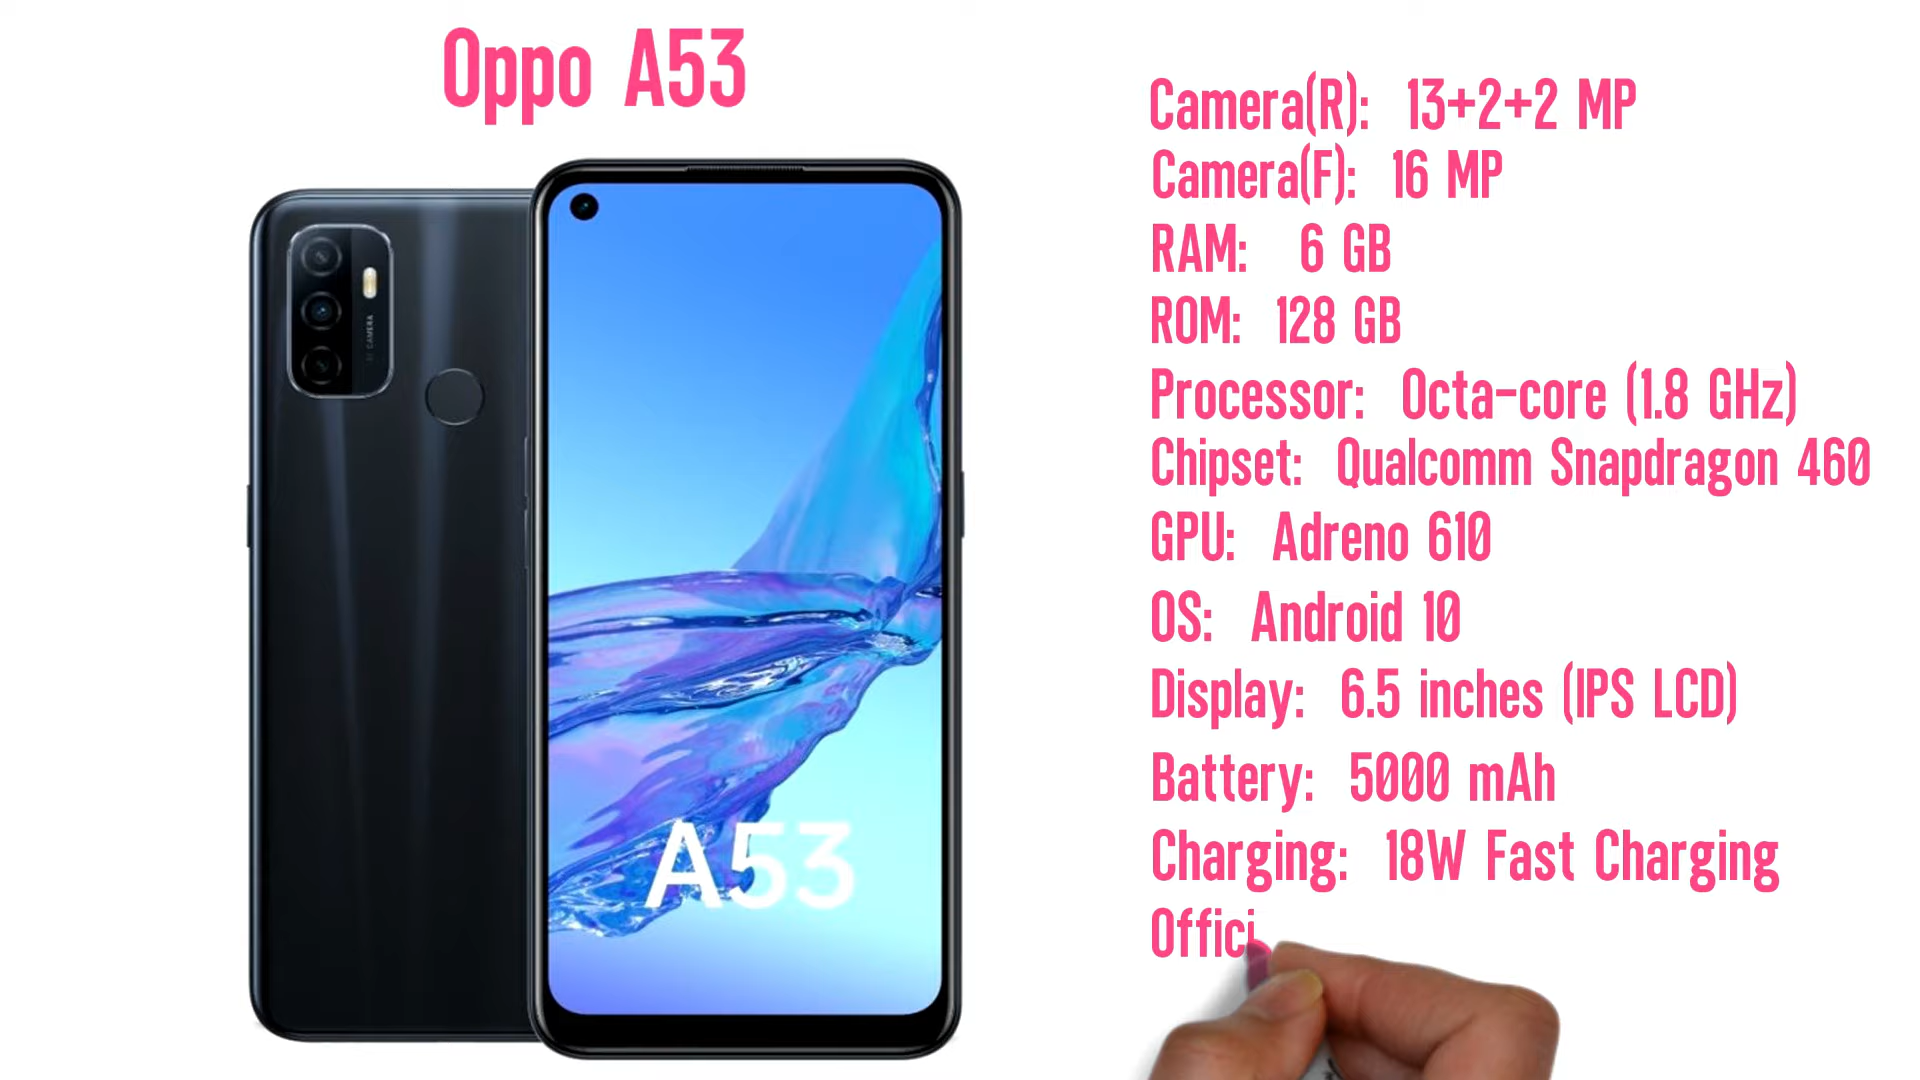 Oppo A53
Camera(R): 13+2+2 MP
Camera(F): 16 MP
RAM: 6 GB
ROM: 128 GB
Processor: Octa-core (1.8 GHz)
Chipset: Qualcomm Snapdragon 460
GPU: Adreno 610
OS: Android 10
Display: 6.5 inches (IPS LCD)
Battery: 5000 mAh
Charging: 18W Fast Charging
Offici
CAMERA
A53